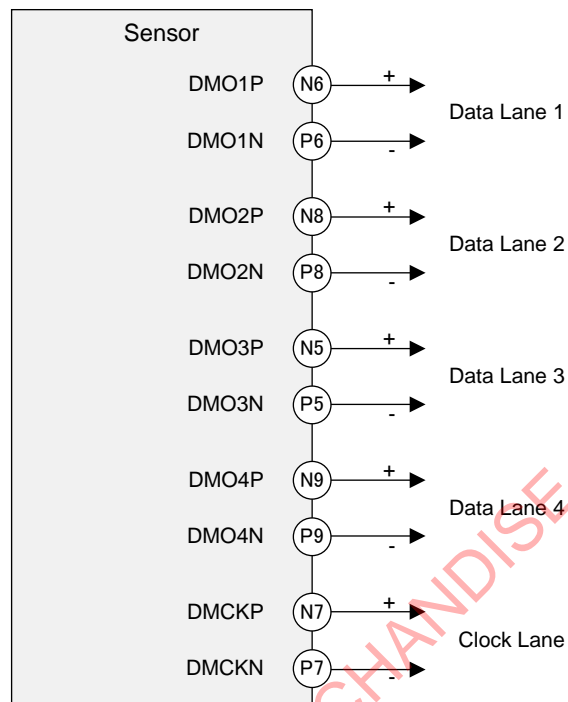 Sensor
DMO1P N6 +
Data Lane 1
DMO1N P6 -
DMO2P N8 +
Data Lane 2
DMO2N P8 -
DMO3P N5 +
Data Lane 3
DMO3N P5 -
DMO4P N9 +
Data Lane 4
DMO4N P9 -
DMCKP N7 +
Clock Lane
DMCKN P7 -
CHANDISE